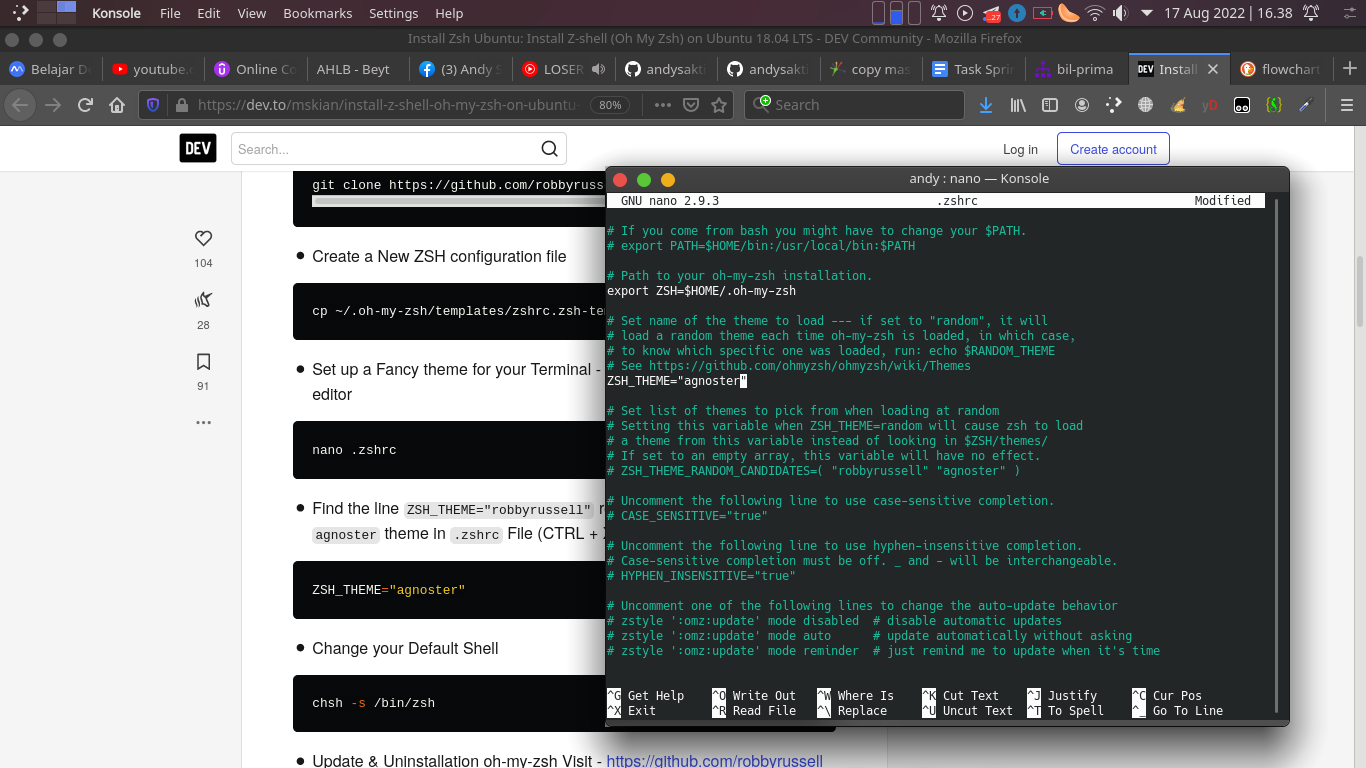 Konsole File Edit View Bookmarks Settings Help
27
17 Aug 2022 | 16.38
Install Zsh Ubuntu: Install Z-shell (Oh My Zsh) on Ubuntu 18.04 LTS - DEV Community - Mozilla Firefox
Belajar D
youtube.c
Online Co
AHLB - Beyt
(3) Andy S
LOSER
andysakti
andysakti
copy mas
Task Sprin
bil-prima
DEV Install
flowchart
https://dev.to/mskian/install-z-shell-oh-my-zsh-on-ubuntu-
80%
Search
yD
DEV
Search...
Log in
Create account
git clone https://github.com/robbyruss
104
Create a New ZSH configuration file
28
cp ~/.oh-my-zsh/templates/zshrc.zsh-te
91
Set up a Fancy theme for your Terminal -
editor
nano .zshrc
Find the line ZSH_THEME="robbyrussell" r
agnoster theme in .zshrc File (CTRL + X
ZSH_THEME="agnoster"
Change your Default Shell
chsh -s /bin/zsh
Update & Uninstallation oh-my-zsh Visit - https://github.com/robbyrussell
andy : nano — Konsole
GNU nano 2.9.3 .zshrc Modified
# If you come from bash you might have to change your $PATH.
# export PATH=$HOME/bin:/usr/local/bin:$PATH
# Path to your oh-my-zsh installation.
export ZSH=$HOME/.oh-my-zsh
# Set name of the theme to load --- if set to "random", it will
# load a random theme each time oh-my-zsh is loaded, in which case,
# to know which specific one was loaded, run: echo $RANDOM_THEME
# See https://github.com/ohmyzsh/ohmyzsh/wiki/Themes
ZSH_THEME="agnoster"
# Set list of themes to pick from when loading at random
# Setting this variable when ZSH_THEME=random will cause zsh to load
# a theme from this variable instead of looking in $ZSH/themes/
# If set to an empty array, this variable will have no effect.
# ZSH_THEME_RANDOM_CANDIDATES=( "robbyrussell" "agnoster" )
# Uncomment the following line to use case-sensitive completion.
# CASE_SENSITIVE="true"
# Uncomment the following line to use hyphen-insensitive completion.
# Case-sensitive completion must be off. _ and - will be interchangeable.
# HYPHEN_INSENSITIVE="true"
# Uncomment one of the following lines to change the auto-update behavior
# zstyle ':omz:update' mode disabled # disable automatic updates
# zstyle ':omz:update' mode auto # update automatically without asking
# zstyle ':omz:update' mode reminder # just remind me to update when it's time
^G Get Help ^O Write Out ^W Where Is ^K Cut Text ^J Justify ^C Cur Pos
^X Exit ^R Read File ^\ Replace ^U Uncut Text ^T To Spell ^_ Go To Line